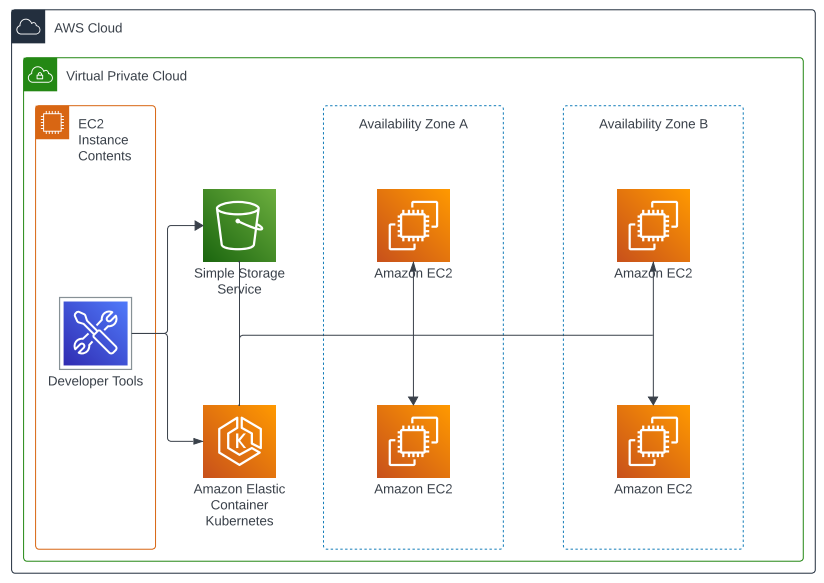 AWS Cloud
Virtual Private Cloud
EC2
Instance
Contents
Availability Zone A
Availability Zone B
Simple Storage
Service
Amazon EC2
Amazon EC2
Developer Tools
Amazon Elastic
Container
Kubernetes
Amazon EC2
Amazon EC2